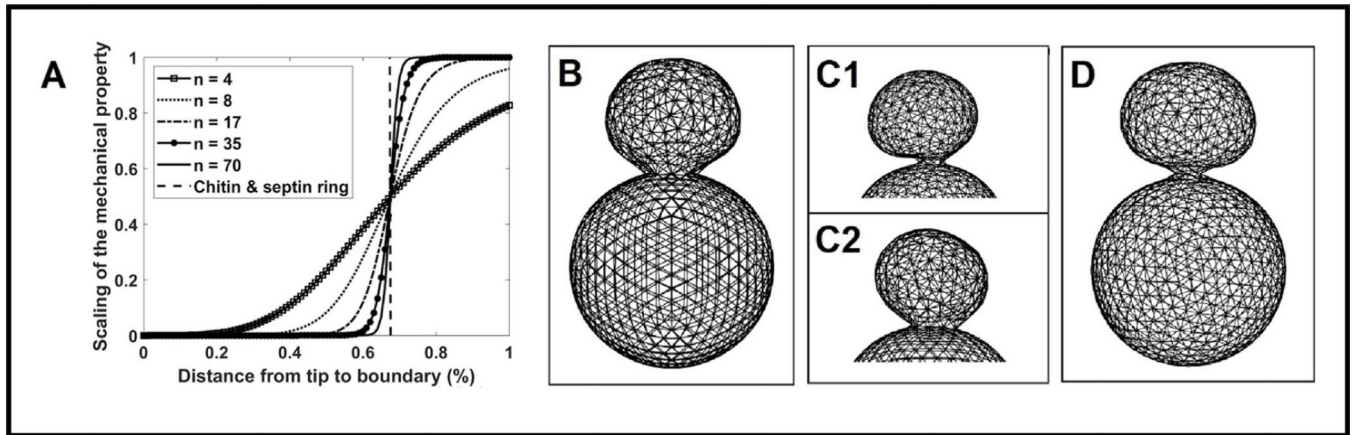 A
Scaling of the mechanical property
1
0.8
0.6
0.4
0.2
0
n = 4
n = 8
n = 17
n = 35
n = 70
Chitin & septin ring
0 0.2 0.4 0.6 0.8 1
Distance from tip to boundary (%)
B
C1
C2
D